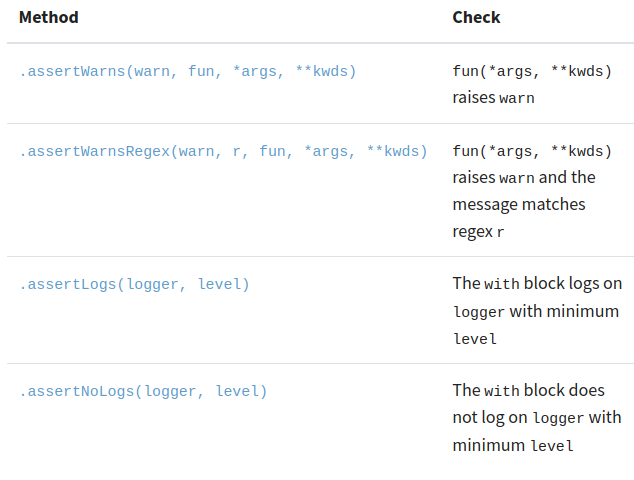 Method Check
.assertWarns(warn, fun, *args, **kwds) fun(*args, **kwds)
raises warn
.assertWarnsRegex(warn, r, fun, *args, **kwds) fun(*args, **kwds)
raises warn and the
message matches
regex r
.assertLogs(logger, level) The with block logs on
logger with minimum
level
.assertNoLogs(logger, level) The with block does
not log on logger with
minimum level